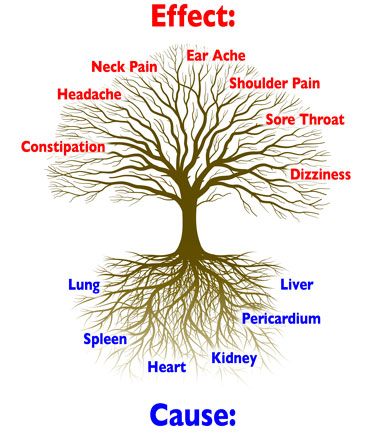 Effect:
Ear Ache
Neck Pain
Shoulder Pain
Headache
Sore Throat
Constipation
Dizziness
Lung
Liver
Pericardium
Spleen
Kidney
Heart
Cause: